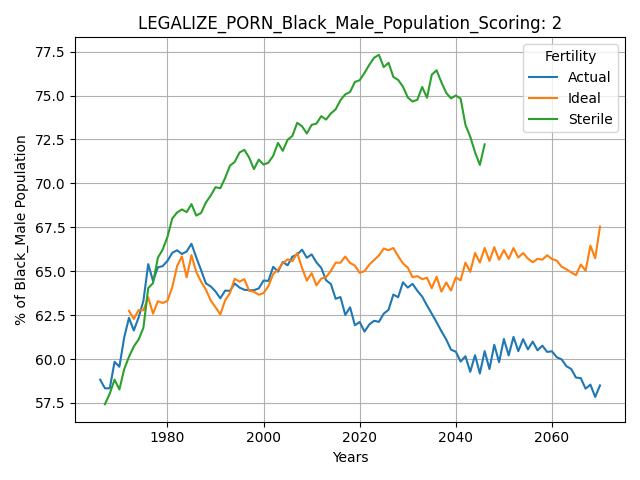 LEGALIZE_PORN_Black_Male_Population_Scoring: 2
% of Black_Male Population
77.5
75.0
72.5
70.0
67.5
65.0
62.5
60.0
57.5
Fertility
Actual
Ideal
Sterile
1980
2000
2020
2040
2060
Years